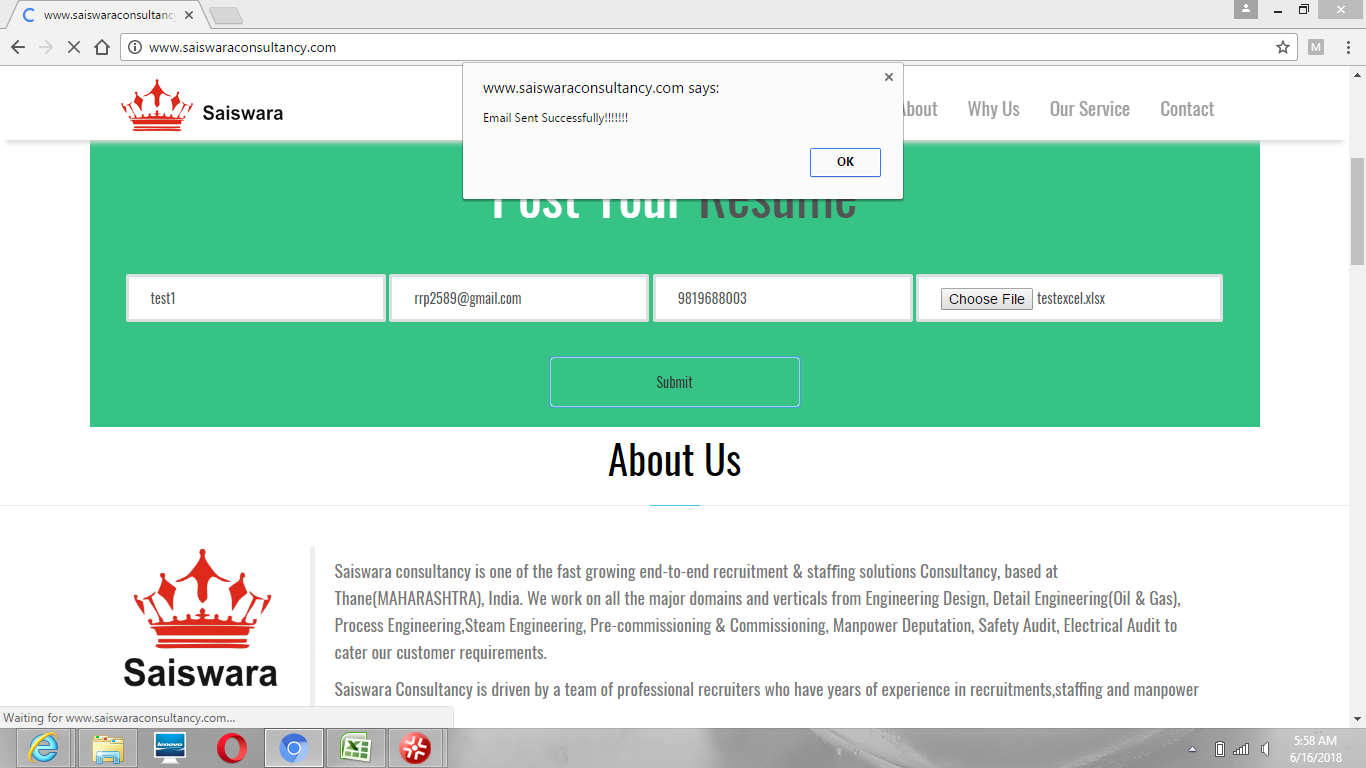 www.saiswaraconsultanc
www.saiswaraconsultancy.com
M
www.saiswaraconsultancy.com says:
Email Sent Successfully!!!!!!!
OK
Saiswara
About
Why Us
Our Service
Contact
Post Your Resume
test1
rrp2589@gmail.com
9819688003
Choose File
testexcel.xlsx
Submit
About Us
Saiswara
Saiswara consultancy is one of the fast growing end-to-end recruitment & staffing solutions Consultancy, based at
Thane(MAHARASHTRA), India. We work on all the major domains and verticals from Engineering Design, Detail Engineering(Oil & Gas),
Process Engineering,Steam Engineering, Pre-commissioning & Commissioning, Manpower Deputation, Safety Audit, Electrical Audit to
cater our customer requirements.
Saiswara Consultancy is driven by a team of professional recruiters who have years of experience in recruitments,staffing and manpower
Waiting for www.saiswaraconsultancy.com...
lenovo
5:58 AM
6/16/2018